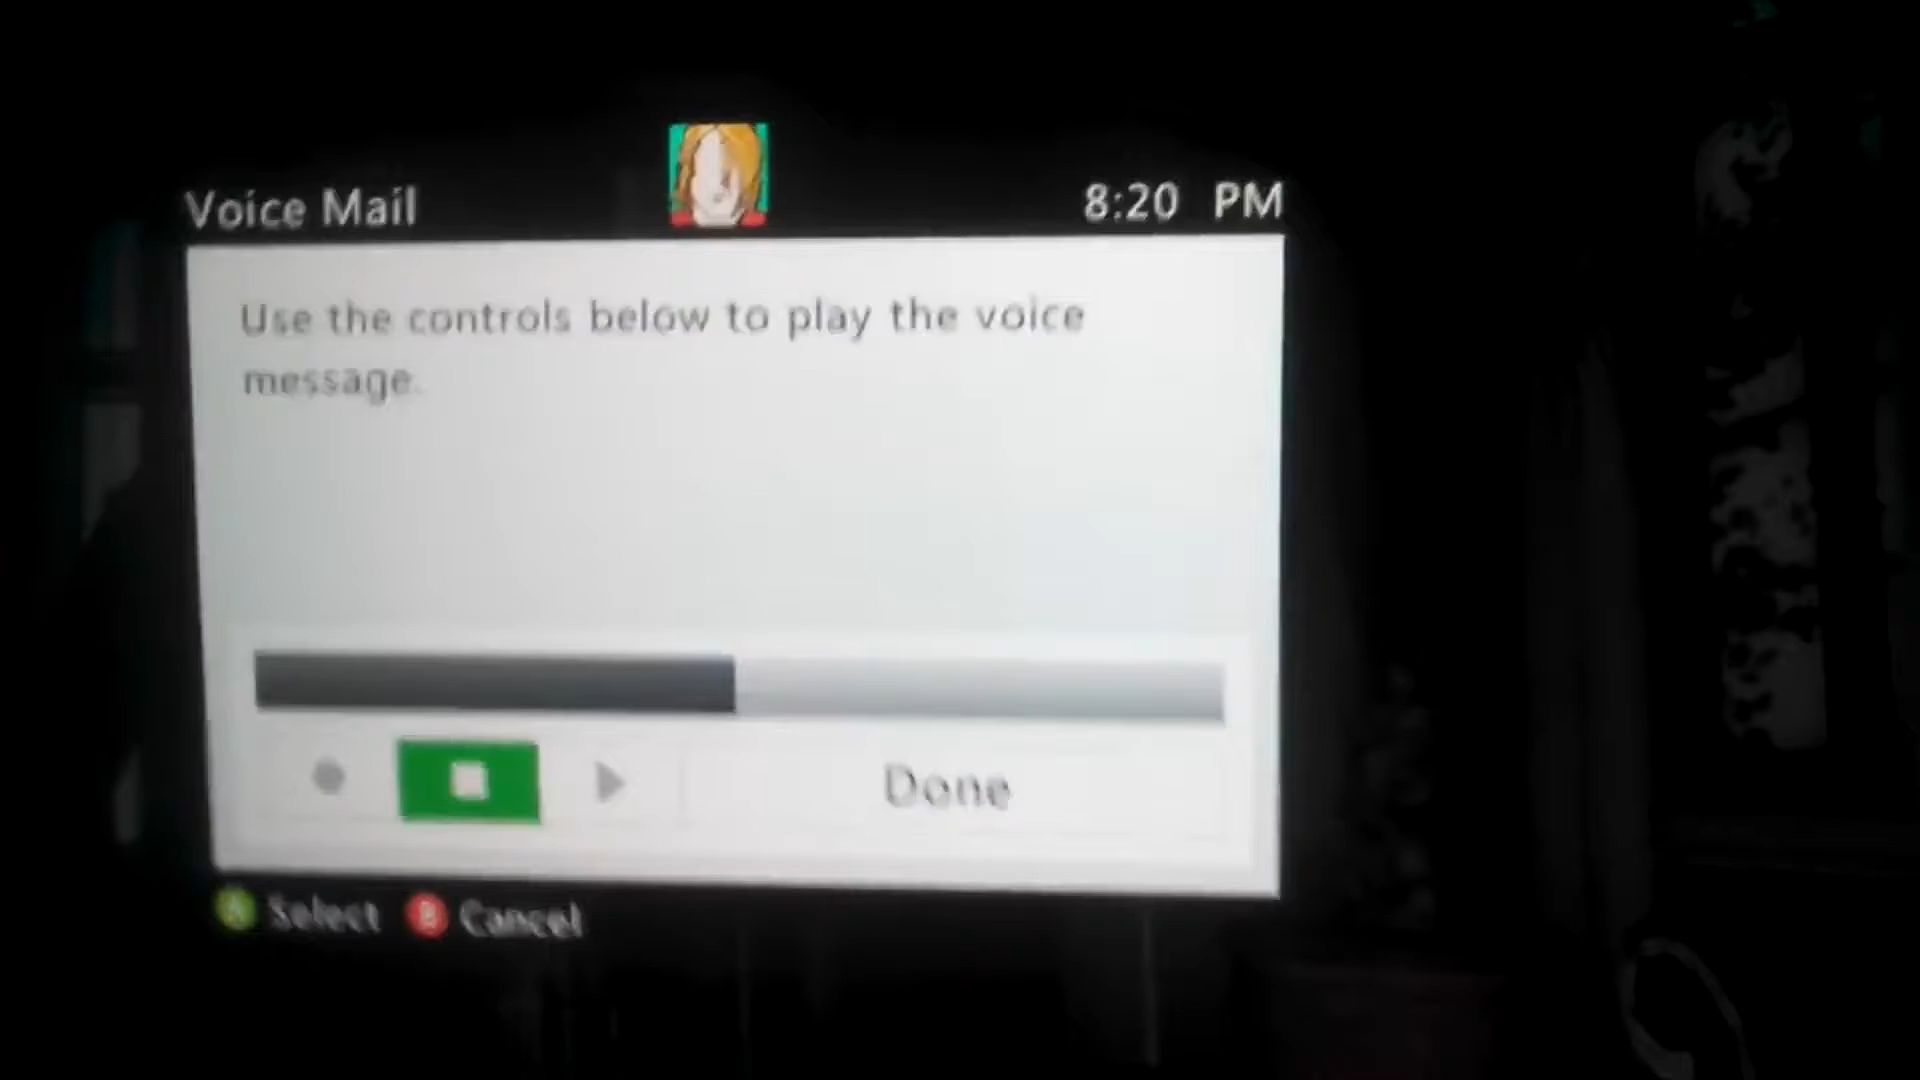 Voice Mail
8:20 PM
Use the controls below to play the voice
message.
Done
A Select B Cancel